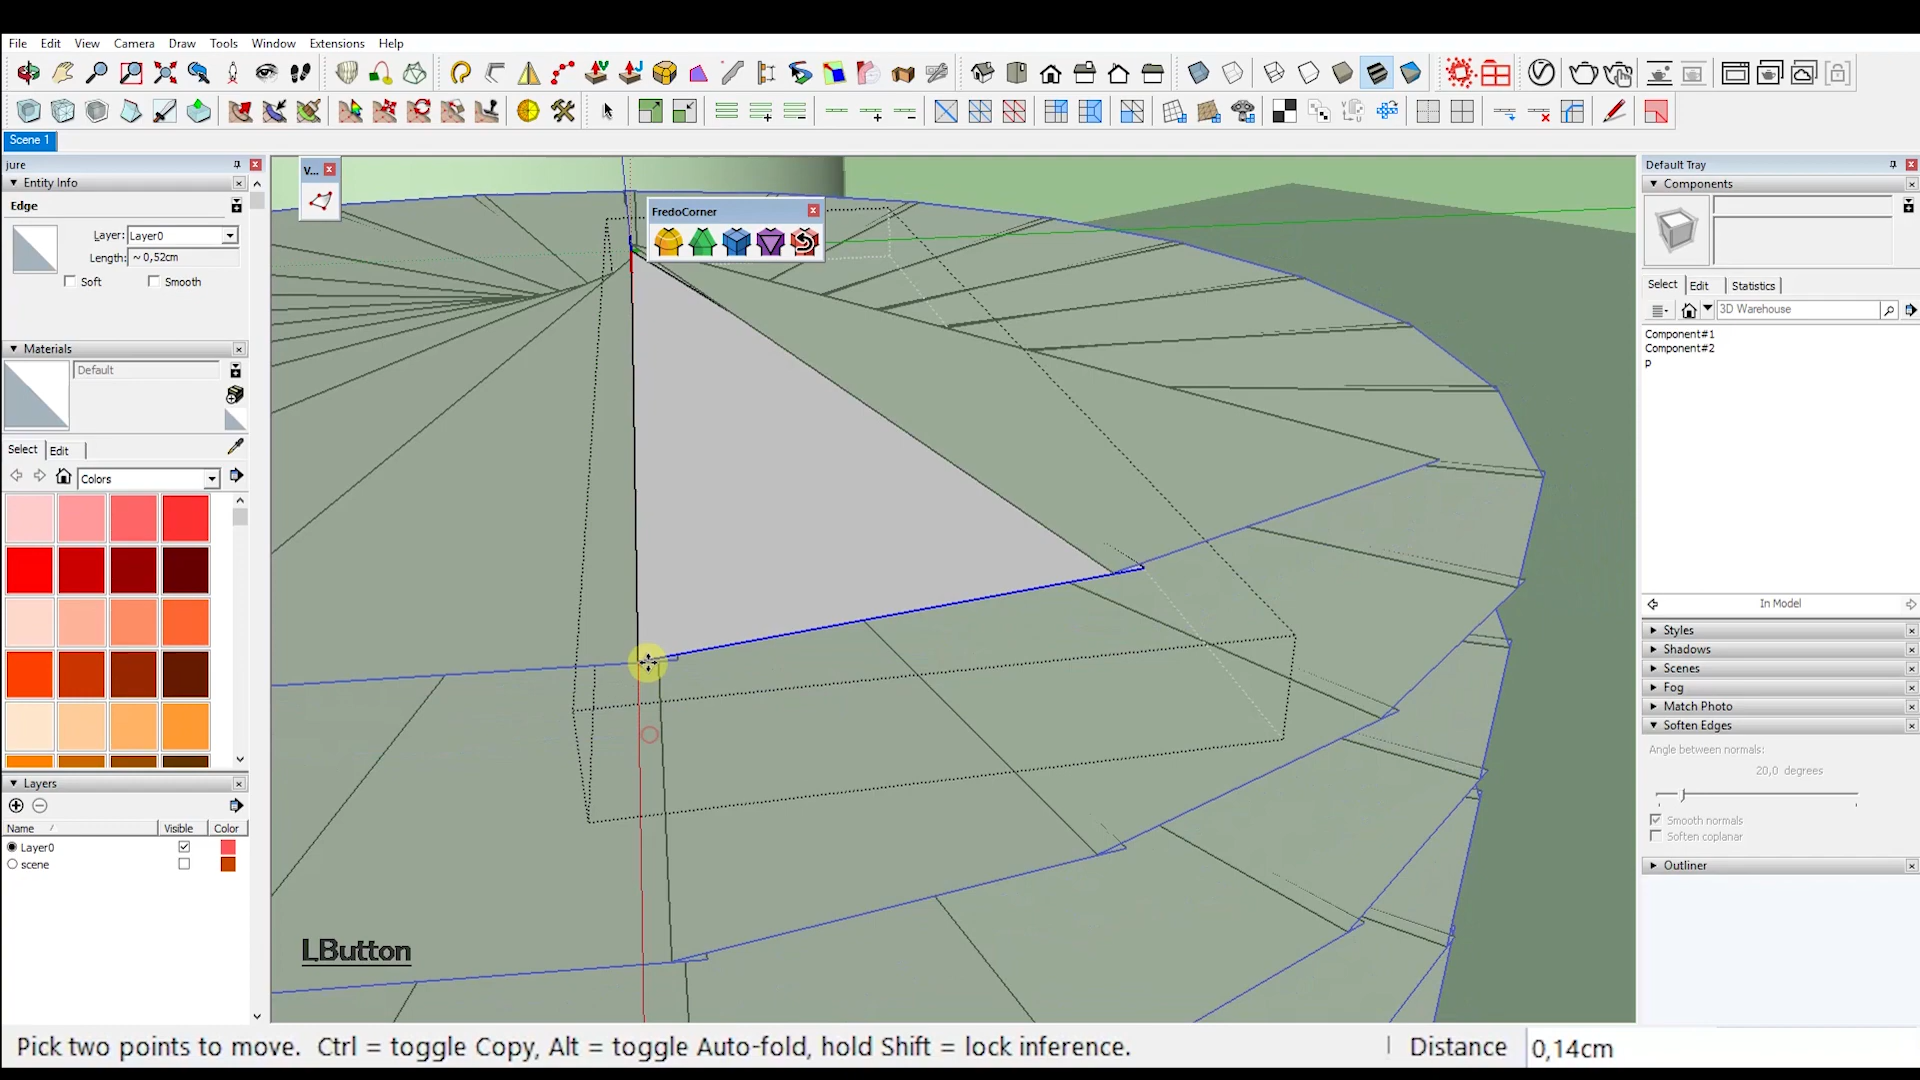 File Edit View Camera Draw Tools Window Extensions Help
Scene 1
jure
Entity Info
Edge
Layer: Layer0
Length: ~ 0,52cm
Soft Smooth
Materials
Default
Select Edit
Colors
Layers
Name Visible Color
Layer0
scene
V...
FredoCorner
LButton
Default Tray
Components
Select Edit Statistics
3D Warehouse
Component#1
Component#2
p
In Model
Styles
Shadows
Scenes
Fog
Match Photo
Soften Edges
Angle between normals:
20,0 degrees
Smooth normals
Soften coplanar
Outliner
Pick two points to move. Ctrl = toggle Copy, Alt = toggle Auto-fold, hold Shift = lock inference. Distance 0,14cm